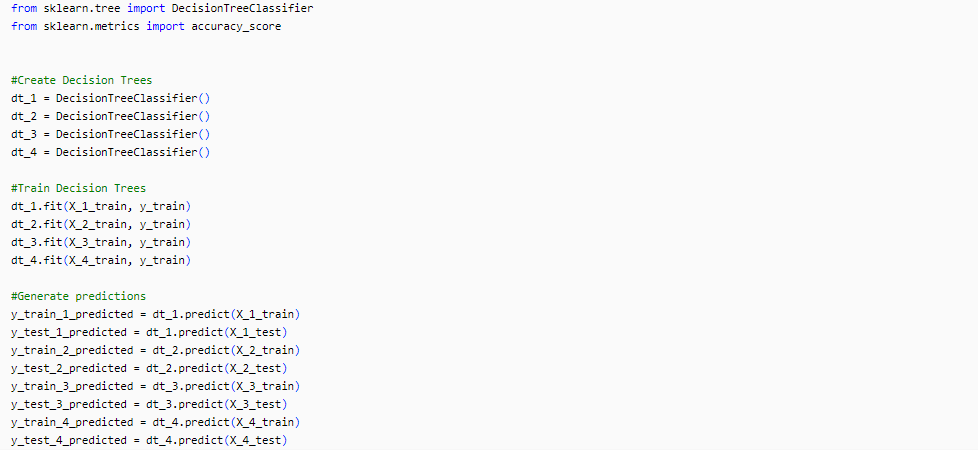 from sklearn.tree import DecisionTreeClassifier
from sklearn.metrics import accuracy_score
#Create Decision Trees
dt_1 = DecisionTreeClassifier()
dt_2 = DecisionTreeClassifier()
dt_3 = DecisionTreeClassifier()
dt_4 = DecisionTreeClassifier()
#Train Decision Trees
dt_1.fit(X_1_train, y_train)
dt_2.fit(X_2_train, y_train)
dt_3.fit(X_3_train, y_train)
dt_4.fit(X_4_train, y_train)
#Generate predictions
y_train_1_predicted = dt_1.predict(X_1_train)
y_test_1_predicted = dt_1.predict(X_1_test)
y_train_2_predicted = dt_2.predict(X_2_train)
y_test_2_predicted = dt_2.predict(X_2_test)
y_train_3_predicted = dt_3.predict(X_3_train)
y_test_3_predicted = dt_3.predict(X_3_test)
y_train_4_predicted = dt_4.predict(X_4_train)
y_test_4_predicted = dt_4.predict(X_4_test)